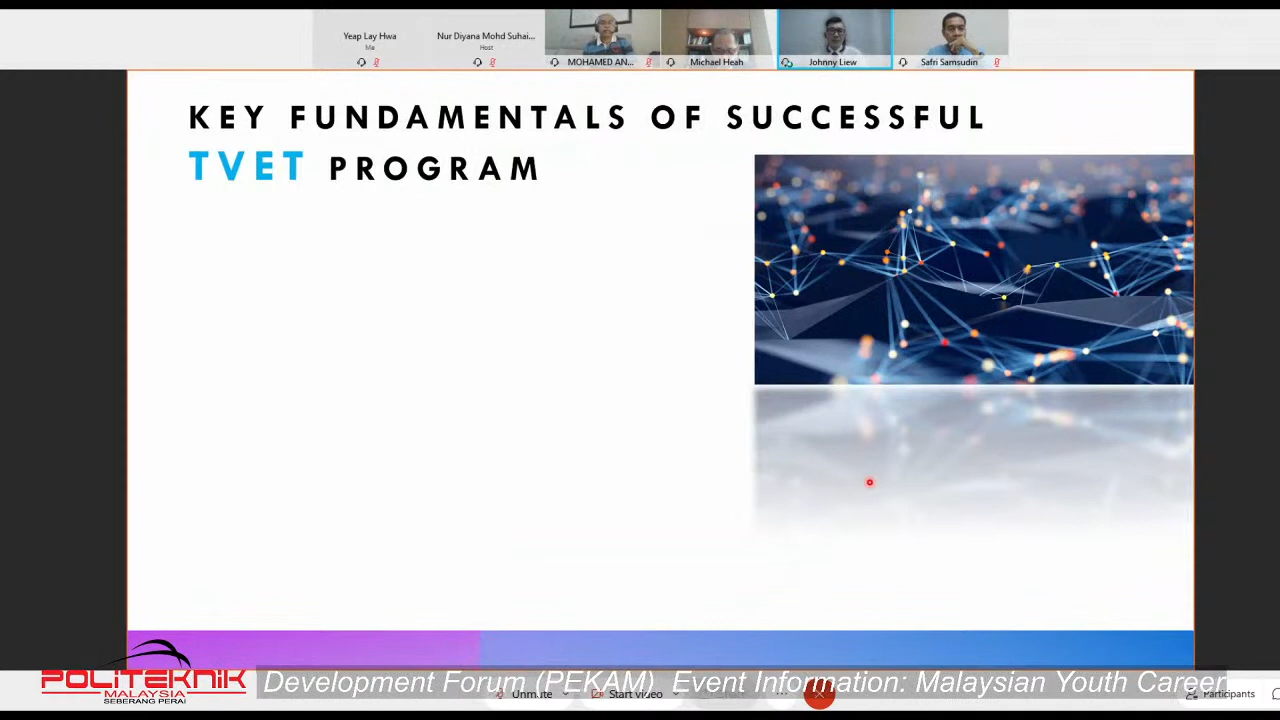 Yeap Lay Hwa
Me
Nur Diyana Mohd Suhai...
Host
MOHAMED AN...
Michael Heah
Johnny Liew
Safri Samsudin
KEY FUNDAMENTALS OF SUCCESSFUL
TVET PROGRAM
POLITEKNIK
MALAYSIA
SEBERANG PERAI
Development Forum (PEKAM) Event Information: Malaysian Youth Career
Unmute
Start video
Participants